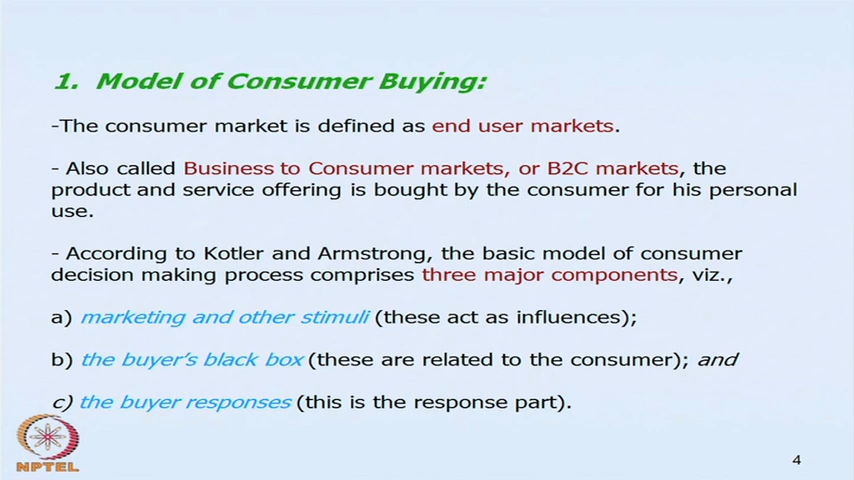 1. Model of Consumer Buying:
-The consumer market is defined as end user markets.
- Also called Business to Consumer markets, or B2C markets, the
product and service offering is bought by the consumer for his personal
use.
- According to Kotler and Armstrong, the basic model of consumer
decision making process comprises three major components, viz.,
a) marketing and other stimuli (these act as influences);
b) the buyer's black box (these are related to the consumer); and
c) the buyer responses (this is the response part).
NPTEL
4